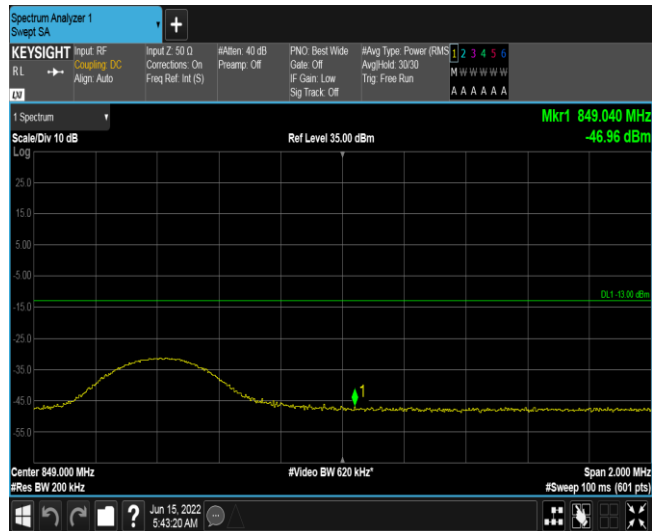 Spectrum Analyzer 1
Swept SA
+
KEYSIGHT
RL
LXI
Input: RF
Coupling: DC
Align: Auto
Input Z: 50 Ω
Corrections: On
Freq Ref: Int (S)
#Atten: 40 dB
Preamp: Off
PNO: Best Wide
Gate: Off
IF Gain: Low
Sig Track: Off
#Avg Type: Power (RMS
Avg|Hold: 30/30
Trig: Free Run
1 2 3 4 5 6
M W W W W W
A A A A A A
1 Spectrum
Scale/Div 10 dB
Log
Ref Level 35.00 dBm
Mkr1 849.040 MHz
-46.96 dBm
25.0
15.0
5.00
-5.00
DL1 -13.00 dBm
-15.0
-25.0
-35.0
1
-45.0
-55.0
Center 849.000 MHz
#Video BW 620 kHz*
Span 2.000 MHz
#Res BW 200 kHz
#Sweep 100 ms (601 pts)
?
Jun 15, 2022
5:43:20 AM